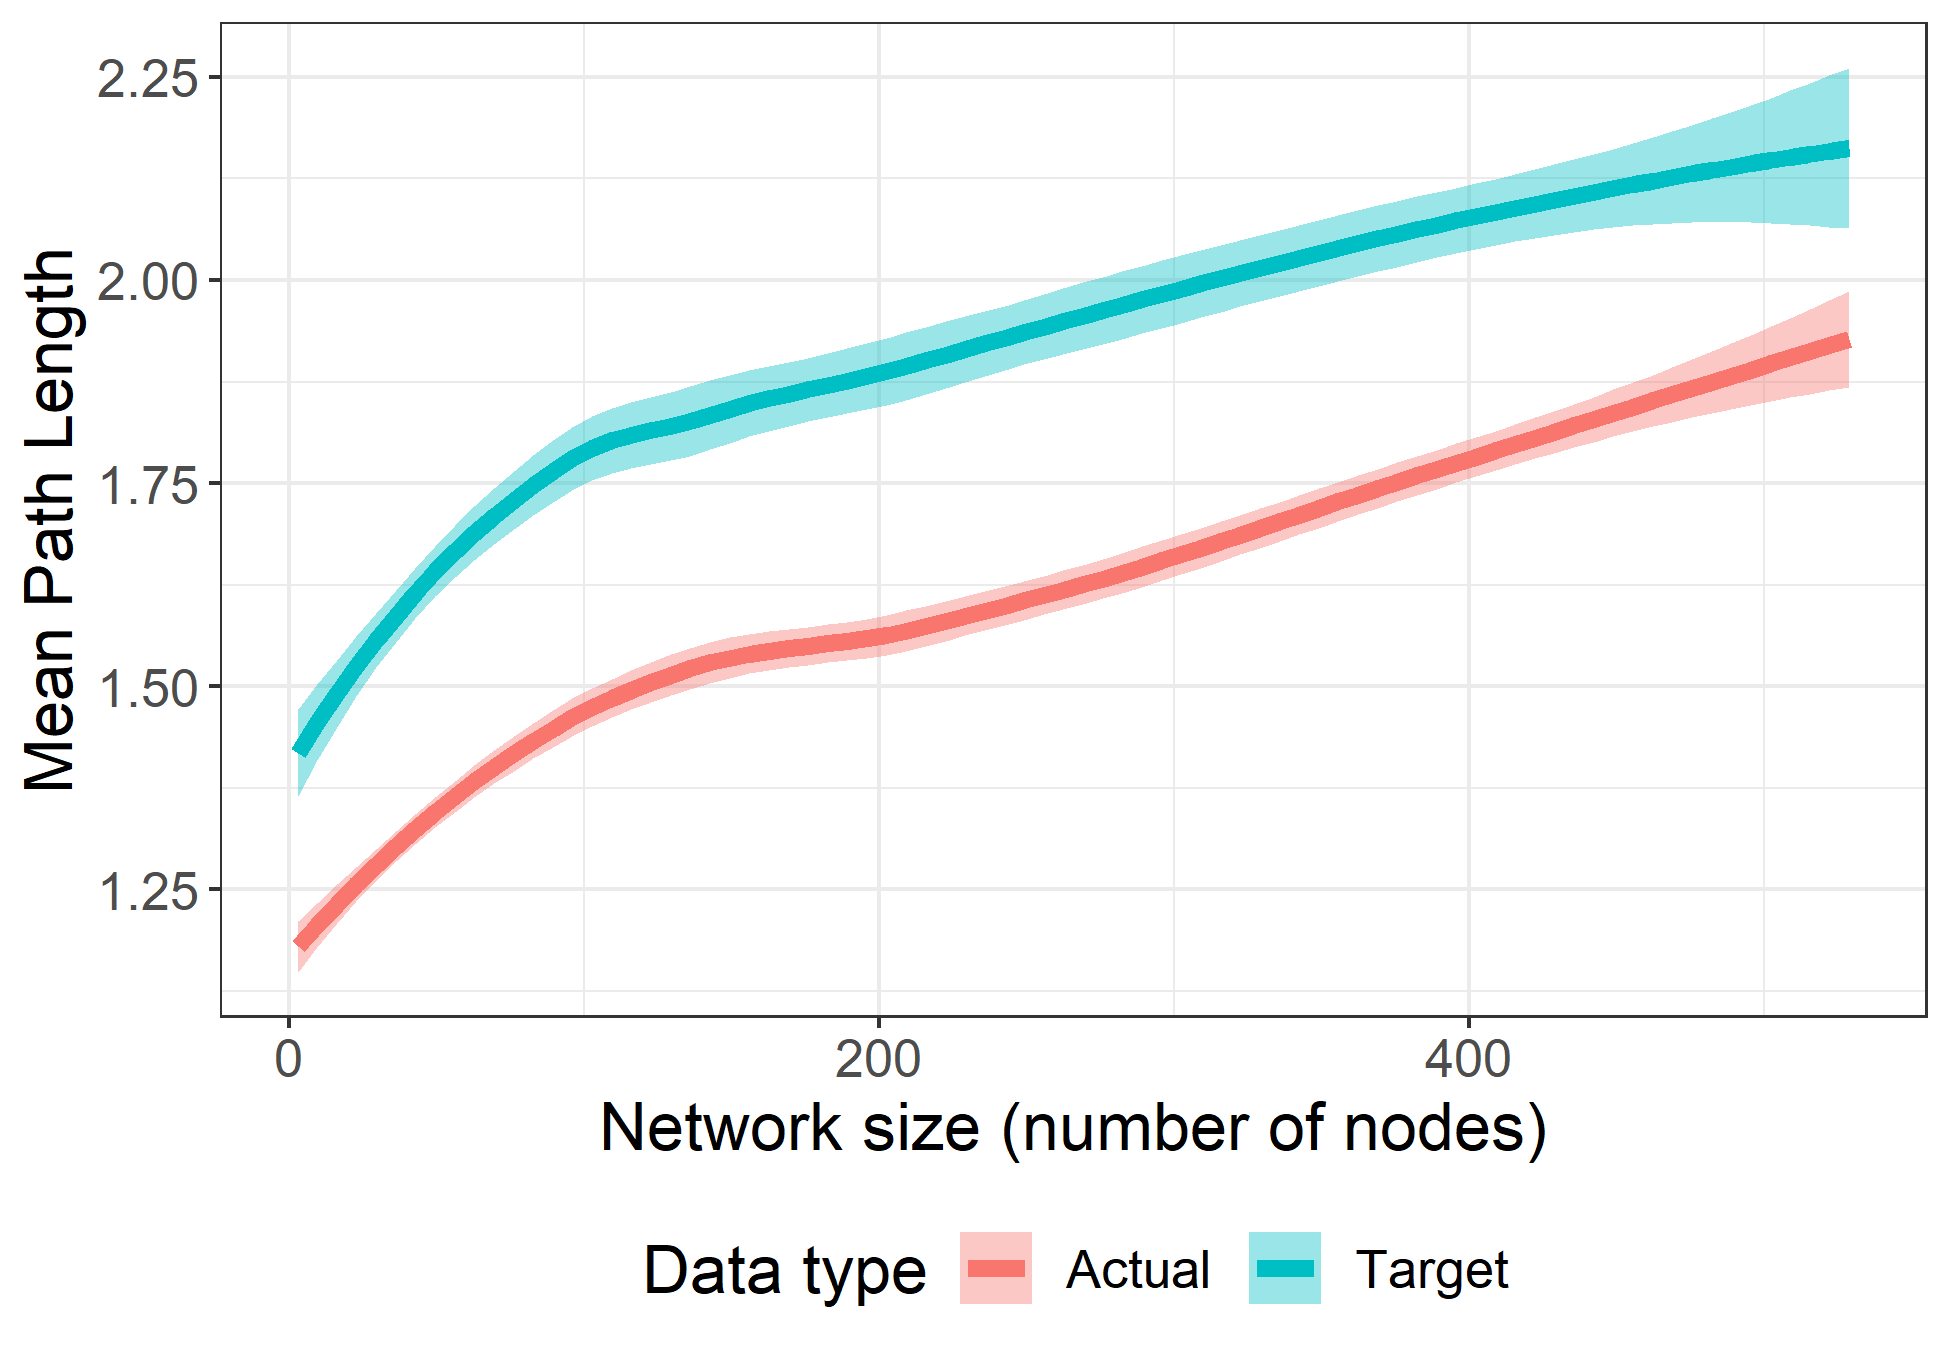 Mean Path Length
2.25
2.00
1.75
1.50
1.25
0 200 400
Network size (number of nodes)
Data type Actual Target